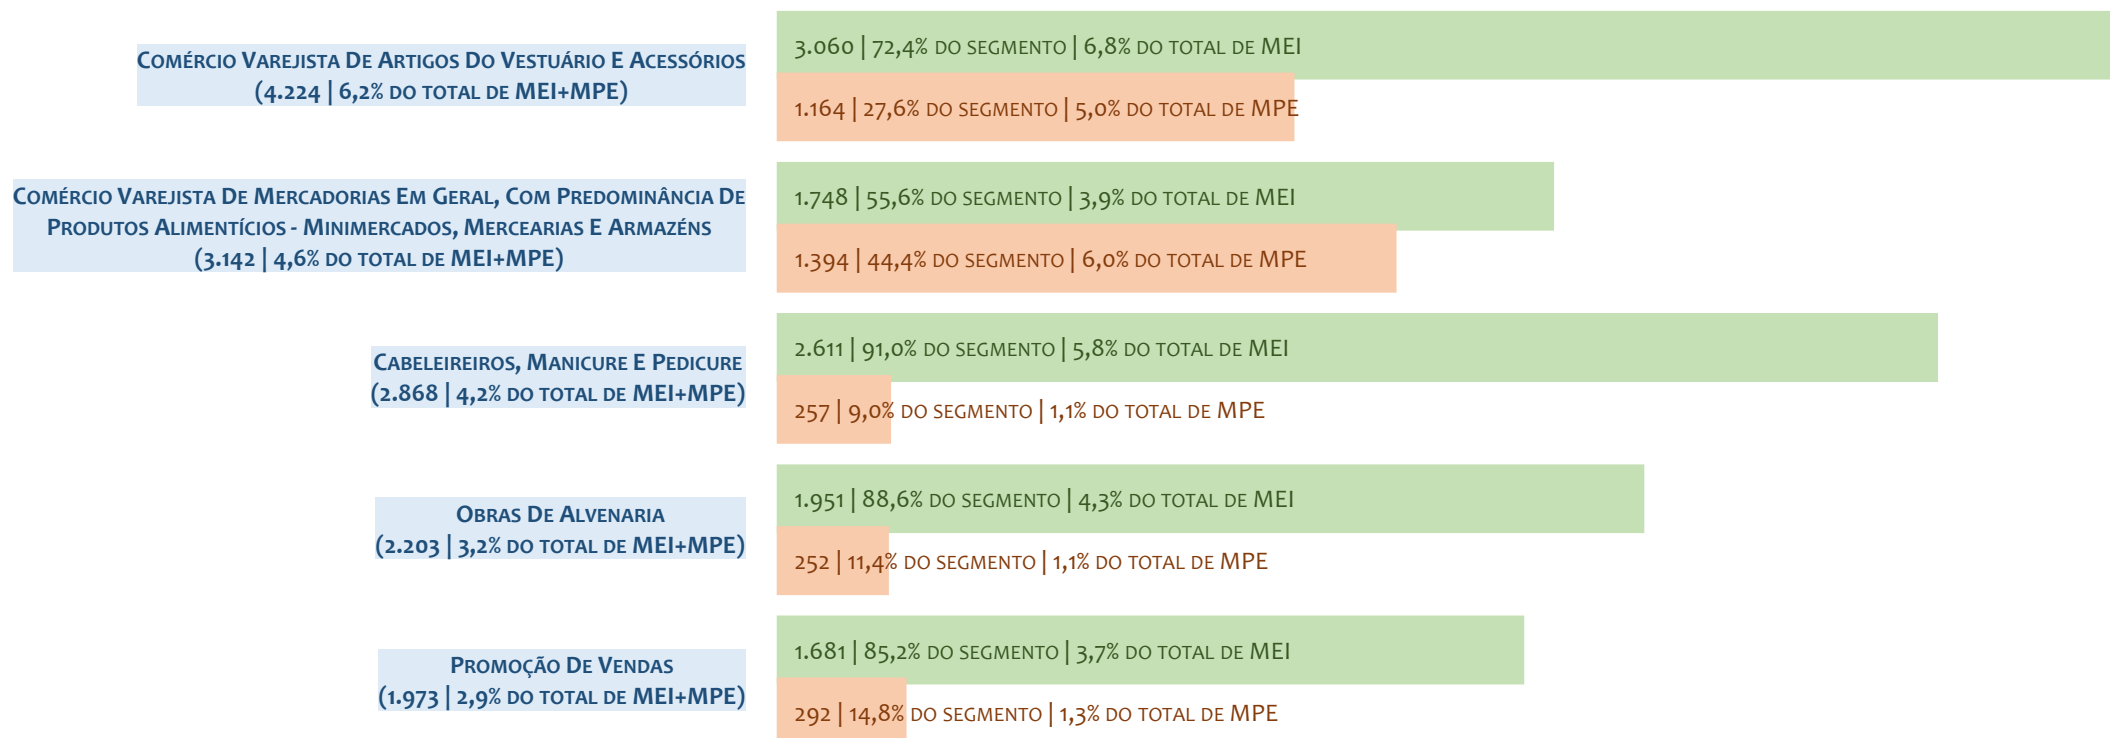 Comércio Varejista De Artigos Do Vestuário E Acessórios
(4.224 | 6,2% do total de MEI+MPE)
3.060 | 72,4% do segmento | 6,8% do total de MEI
1.164 | 27,6% do segmento | 5,0% do total de MPE
Comércio Varejista De Mercadorias Em Geral, Com Predominância De
Produtos Alimentícios - Minimercados, Mercearias E Armazéns
(3.142 | 4,6% do total de MEI+MPE)
1.748 | 55,6% do segmento | 3,9% do total de MEI
1.394 | 44,4% do segmento | 6,0% do total de MPE
Cabeleireiros, Manicure E Pedicure
(2.868 | 4,2% do total de MEI+MPE)
2.611 | 91,0% do segmento | 5,8% do total de MEI
257 | 9,0% do segmento | 1,1% do total de MPE
Obras De Alvenaria
(2.203 | 3,2% do total de MEI+MPE)
1.951 | 88,6% do segmento | 4,3% do total de MEI
252 | 11,4% do segmento | 1,1% do total de MPE
Promoção De Vendas
(1.973 | 2,9% do total de MEI+MPE)
1.681 | 85,2% do segmento | 3,7% do total de MEI
292 | 14,8% do segmento | 1,3% do total de MPE